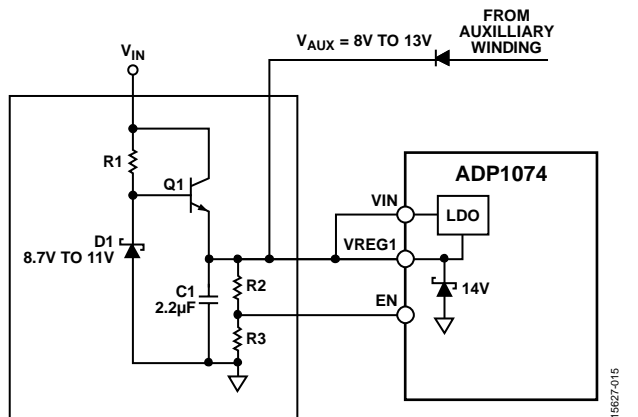 FROM
AUXILLIARY
WINDING
VAUX = 8V TO 13V
VIN
R1
Q1
ADP1074
VIN
LDO
VREG1
D1
8.7V TO 11V
R2
C1
2.2µF
14V
EN
R3
15627-015